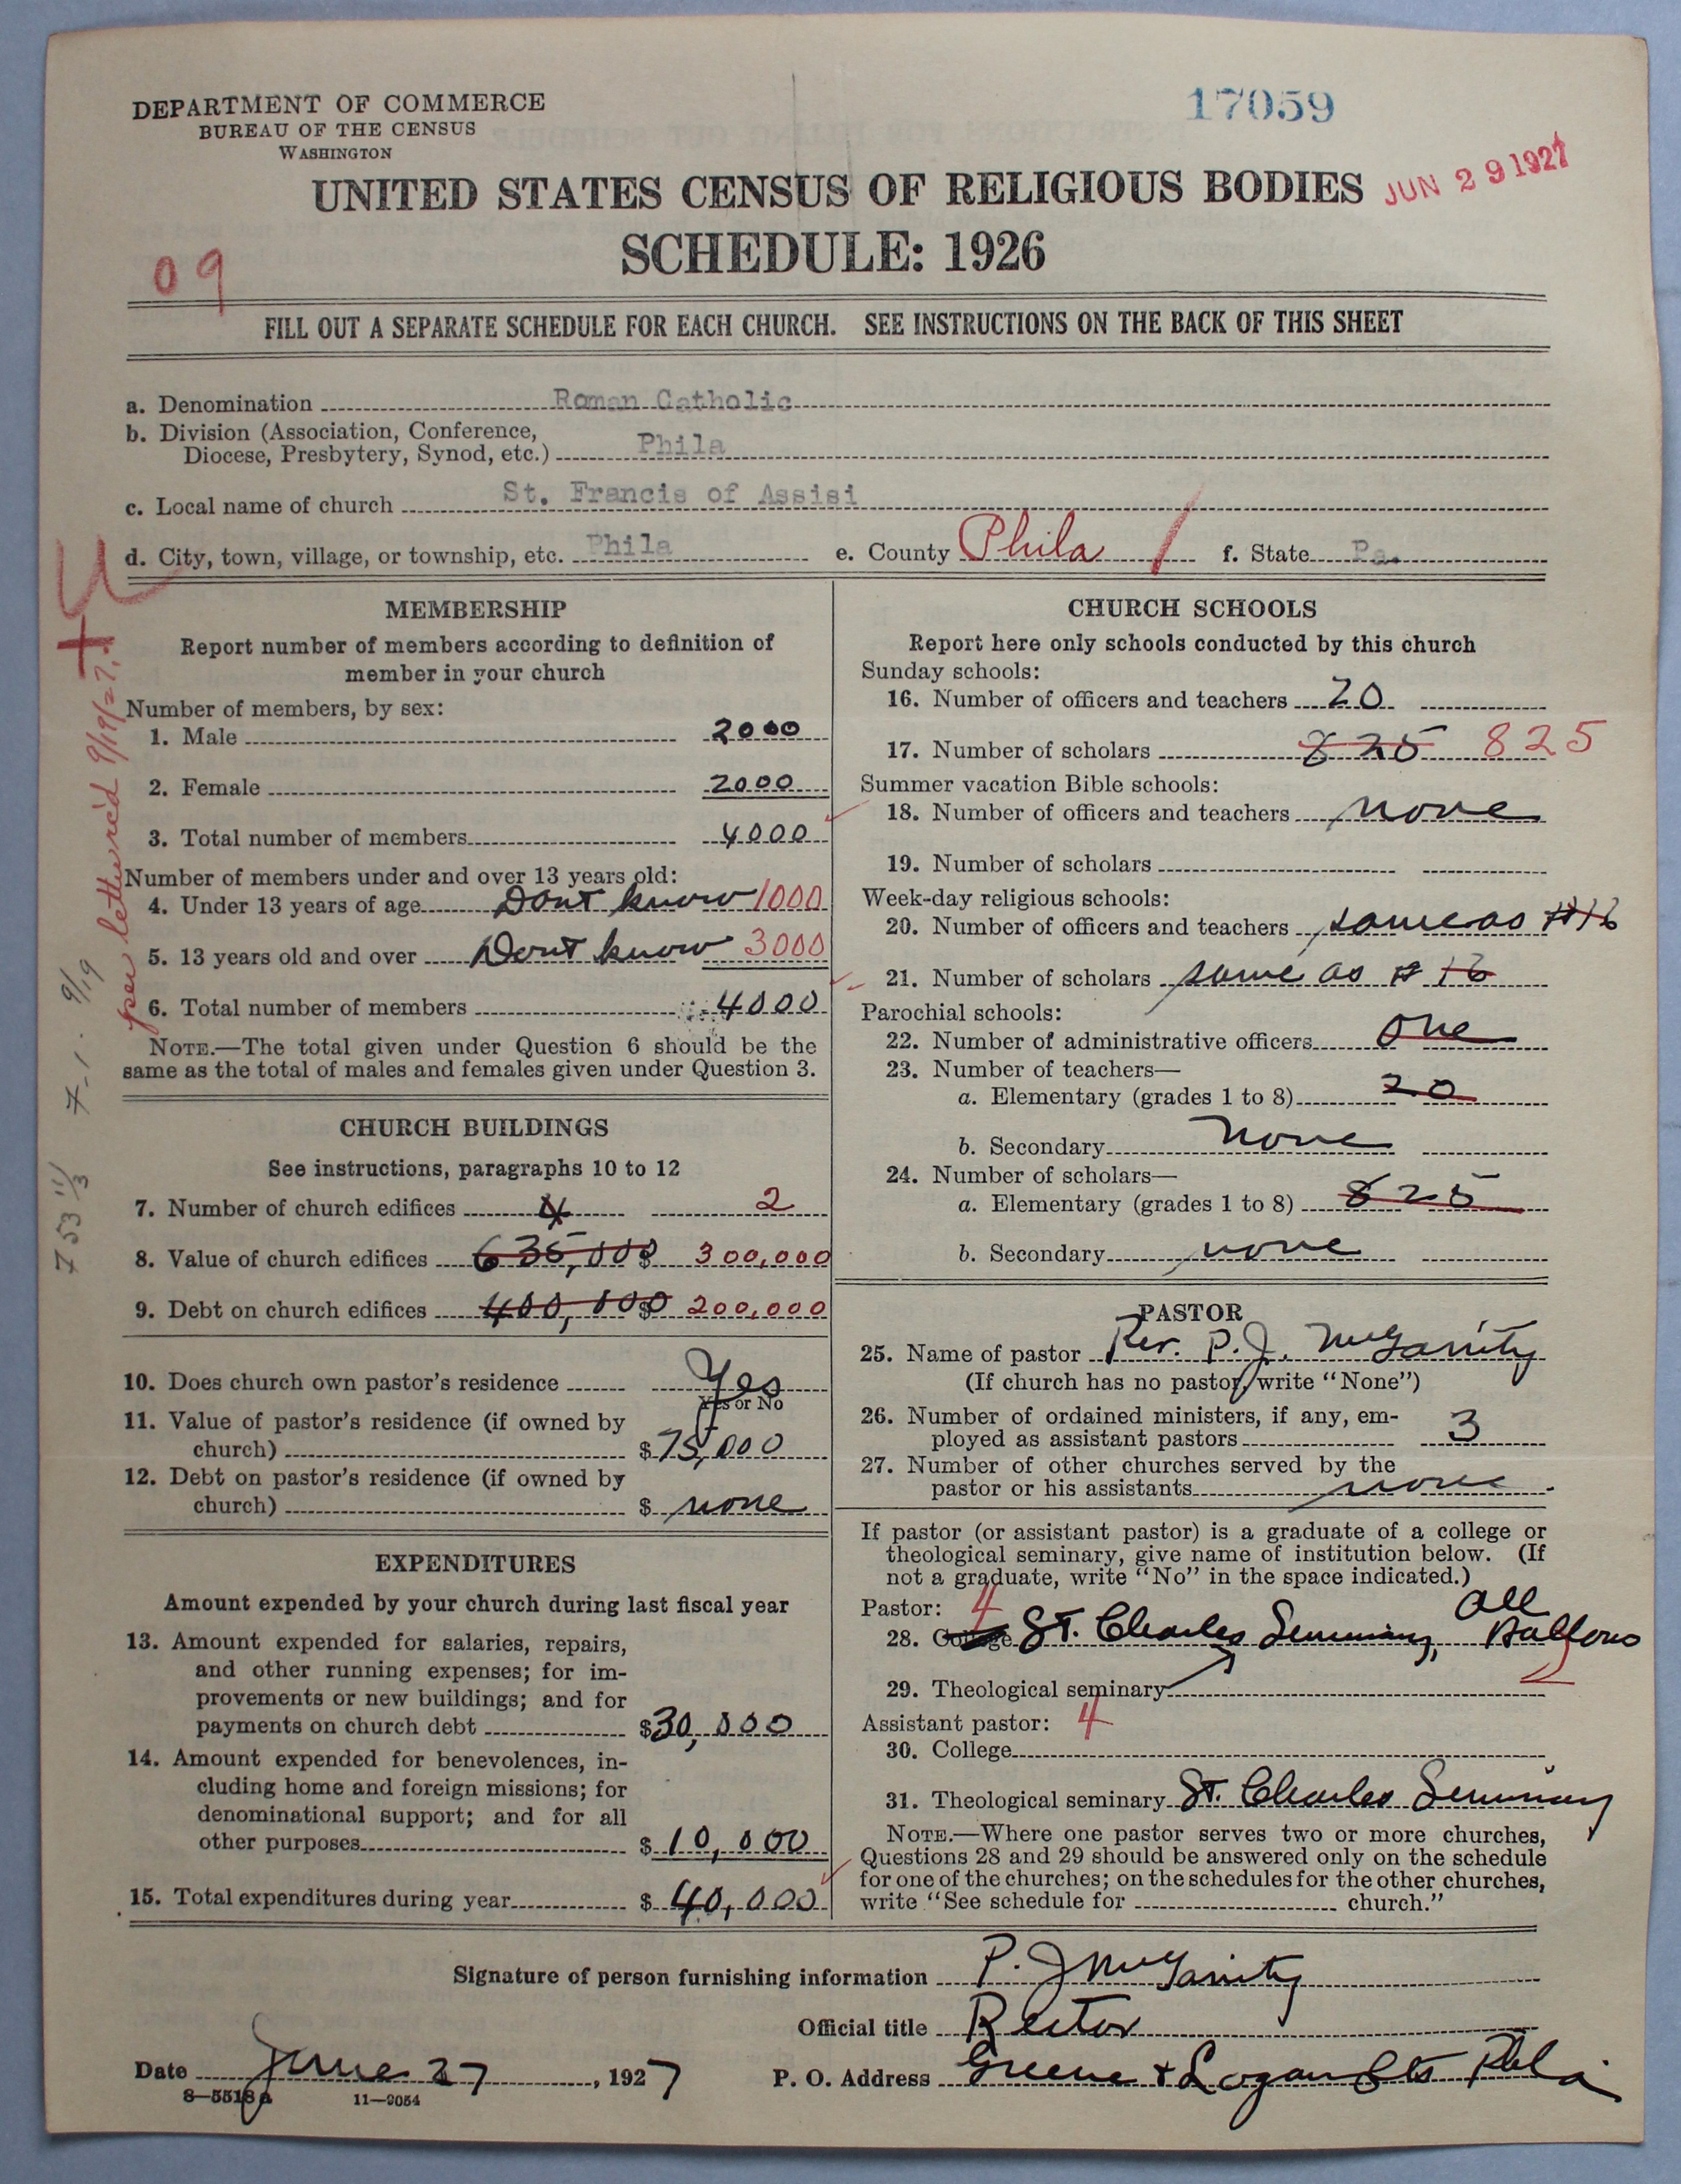 DEPARTMENT OF COMMERCE
BUREAU OF THE CENSUS
WASHINGTON
17059
UNITED STATES CENSUS OF RELIGIOUS BODIES
JUN 29 1927
SCHEDULE: 1926
09
FILL OUT A SEPARATE SCHEDULE FOR EACH CHURCH. SEE INSTRUCTIONS ON THE BACK OF THIS SHEET
a. Denomination Roman Catholic
b. Division (Association, Conference,
Diocese, Presbytery, Synod, etc.) Phila
c. Local name of church St. Francis of Assisi
d. City, town, village, or township, etc. Phila e. County Phila / f. State Pa.
MEMBERSHIP
Report number of members according to definition of
member in your church
Number of members, by sex:
1. Male 2000
2. Female 2000
3. Total number of members 4000
Number of members under and over 13 years old:
4. Under 13 years of age Dont know 1000
5. 13 years old and over Dont know 3000
6. Total number of members 4000
NOTE.—The total given under Question 6 should be the
same as the total of males and females given under Question 3.
CHURCH BUILDINGS
See instructions, paragraphs 10 to 12
7. Number of church edifices 4 2
8. Value of church edifices 635,000 $ 300,000
9. Debt on church edifices 400,000 $ 200,000
10. Does church own pastor's residence Yes
Yes or No
11. Value of pastor's residence (if owned by
church) $75,000
12. Debt on pastor's residence (if owned by
church) $ none
EXPENDITURES
Amount expended by your church during last fiscal year
13. Amount expended for salaries, repairs,
and other running expenses; for im-
provements or new buildings; and for
payments on church debt $30,000
14. Amount expended for benevolences, in-
cluding home and foreign missions; for
denominational support; and for all
other purposes $10,000
15. Total expenditures during year $ 40,000
CHURCH SCHOOLS
Report here only schools conducted by this church
Sunday schools:
16. Number of officers and teachers 20
17. Number of scholars 825 825
Summer vacation Bible schools:
18. Number of officers and teachers none
19. Number of scholars
Week-day religious schools:
20. Number of officers and teachers same as #16
21. Number of scholars same as # 16
Parochial schools:
22. Number of administrative officers one
23. Number of teachers—
a. Elementary (grades 1 to 8) 20
b. Secondary none
24. Number of scholars—
a. Elementary (grades 1 to 8) 825
b. Secondary none
PASTOR
25. Name of pastor Rev. P. J. McGarrity
(If church has no pastor, write "None")
26. Number of ordained ministers, if any, em-
ployed as assistant pastors 3
27. Number of other churches served by the
pastor or his assistants none
If pastor (or assistant pastor) is a graduate of a college or
theological seminary, give name of institution below. (If
not a graduate, write "No" in the space indicated.)
Pastor: 4 all
28. College St. Charles Seminary,
29. Theological seminary
Assistant pastor: 4
30. College
31. Theological seminary St. Charles Seminary
NOTE.—Where one pastor serves two or more churches,
Questions 28 and 29 should be answered only on the schedule
for one of the churches; on the schedules for the other churches,
write "See schedule for church."
Signature of person furnishing information P. J McGarrity
Official title Rector
Date June 27, 1927 P. O. Address Greene & Logan Sts Phila
8-5518a 11—9054
per letter rec'd 9/19/27.
7-1. 9/19